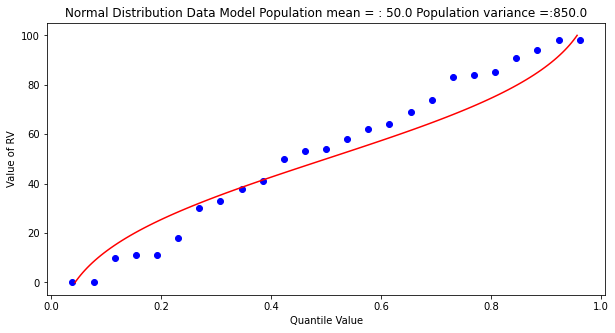 Normal Distribution Data Model Population mean = : 50.0 Population variance =:850.0
100
80
60
40
20
0
Value of RV
0.0 0.2 0.4 0.6 0.8 1.0
Quantile Value